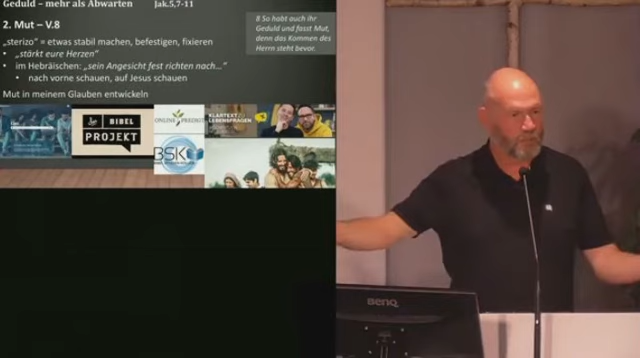 Geduld – mehr als Abwarten Jak.5,7-11
2. Mut – V.8
„sterizo" = etwas stabil machen, befestigen, fixieren
• „stärkt eure Herzen"
• im Hebräischen: „sein Angesicht fest richten nach…"
• nach vorne schauen, auf Jesus schauen
Mut in meinem Glauben entwickeln
8 So habt auch ihr
Geduld und fasst Mut,
denn das Kommen des
Herrn steht bevor.
BIBEL
PROJEKT
ONLINE PREDIGT
BSK
KLARTEXT
LEBENSFRAGEN
BENQ